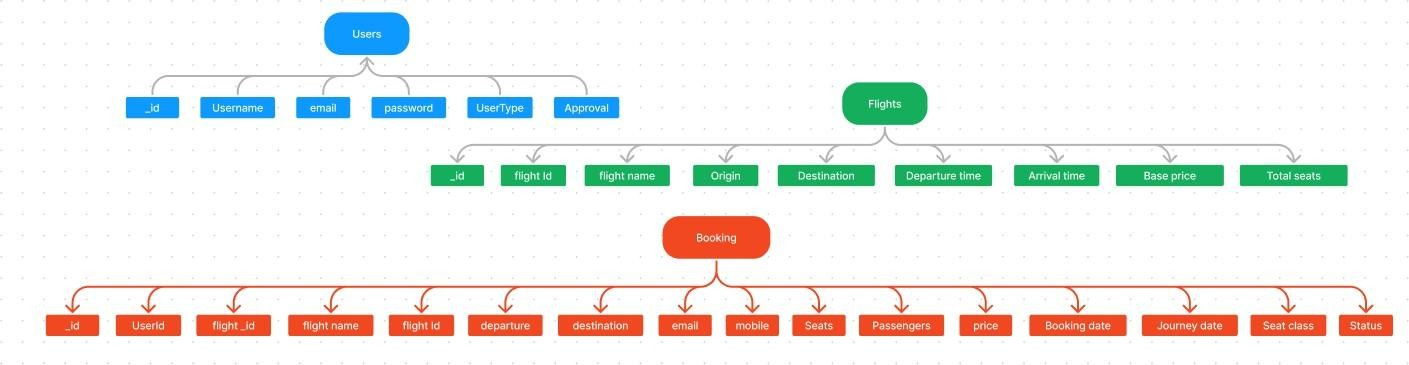 Users
_id
Username
email
password
UserType
Approval
Flights
_id
flight Id
flight name
Origin
Destination
Departure time
Arrival time
Base price
Total seats
Booking
_id
UserId
flight _id
flight name
flight Id
departure
destination
email
mobile
Seats
Passengers
price
Booking date
Journey date
Seat class
Status